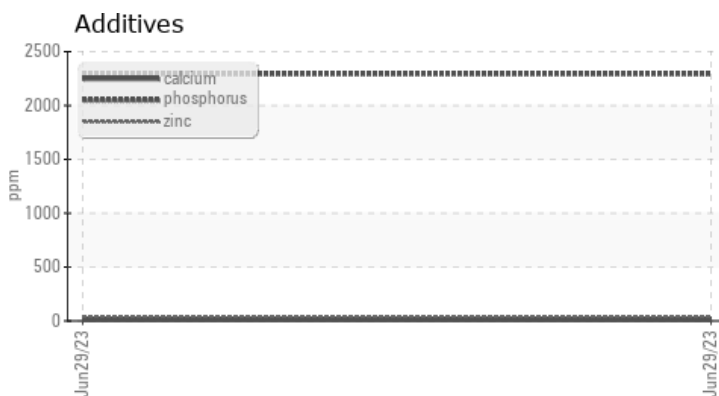 Additives
2500
2000
1500
1000
500
0
ppm
calcium
phosphorus
zinc
Jun29/23
Jun29/23